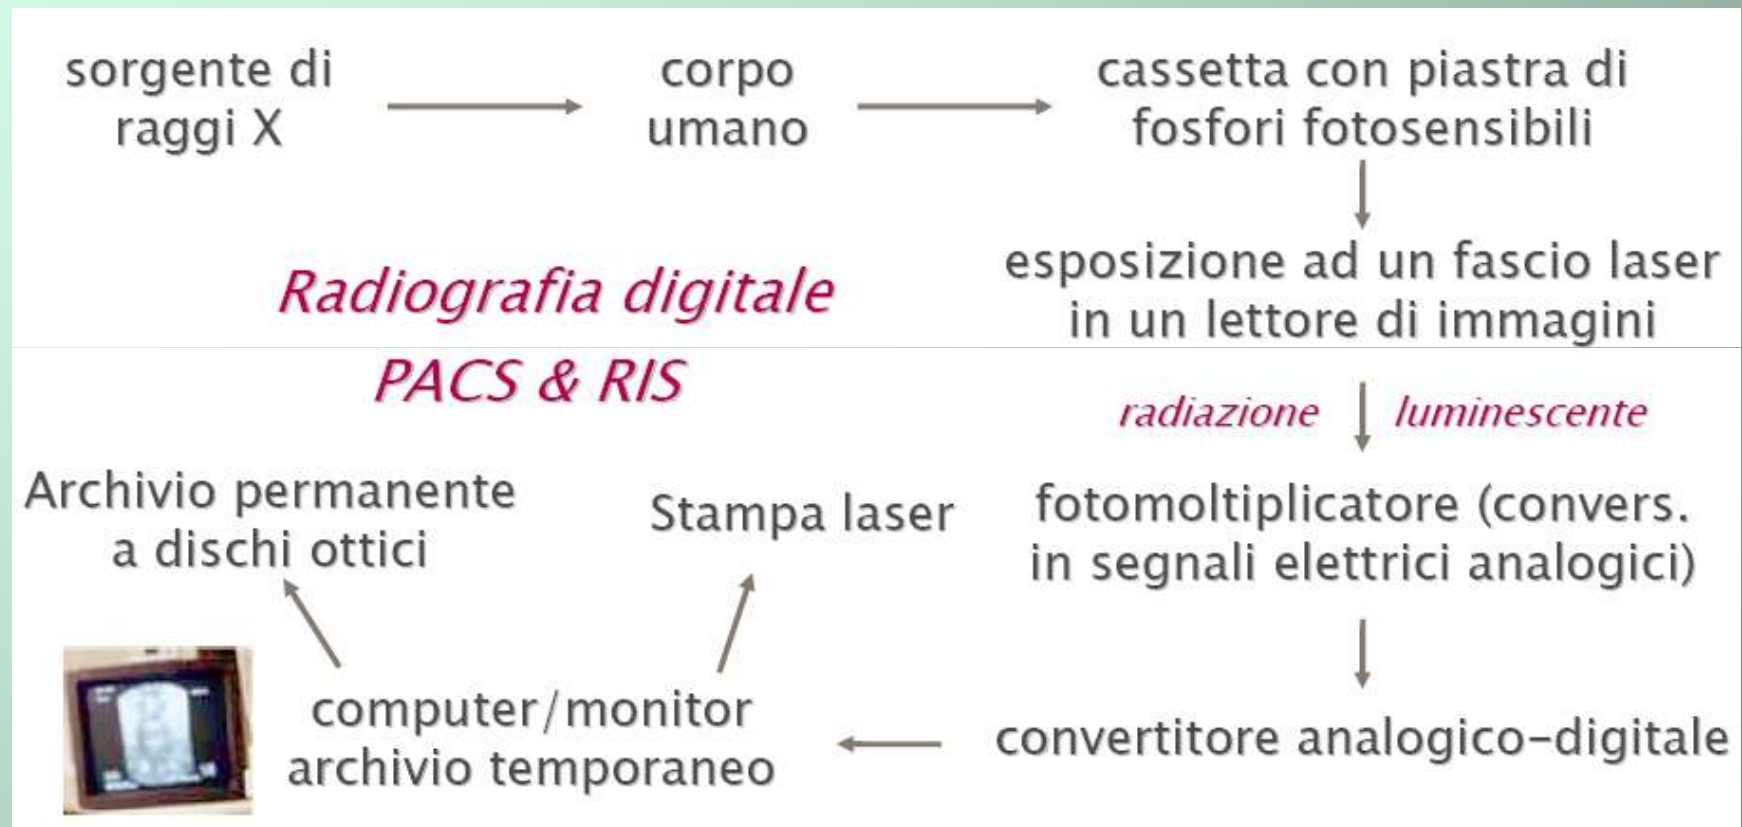 sorgente di
raggi X
corpo
umano
cassetta con piastra di
fosfori fotosensibili
esposizione ad un fascio laser
in un lettore di immagini
Radiografia digitale
PACS & RIS
radiazione luminescente
fotomoltiplicatore (convers.
in segnali elettrici analogici)
convertitore analogico-digitale
computer/monitor
archivio temporaneo
Stampa laser
Archivio permanente
a dischi ottici